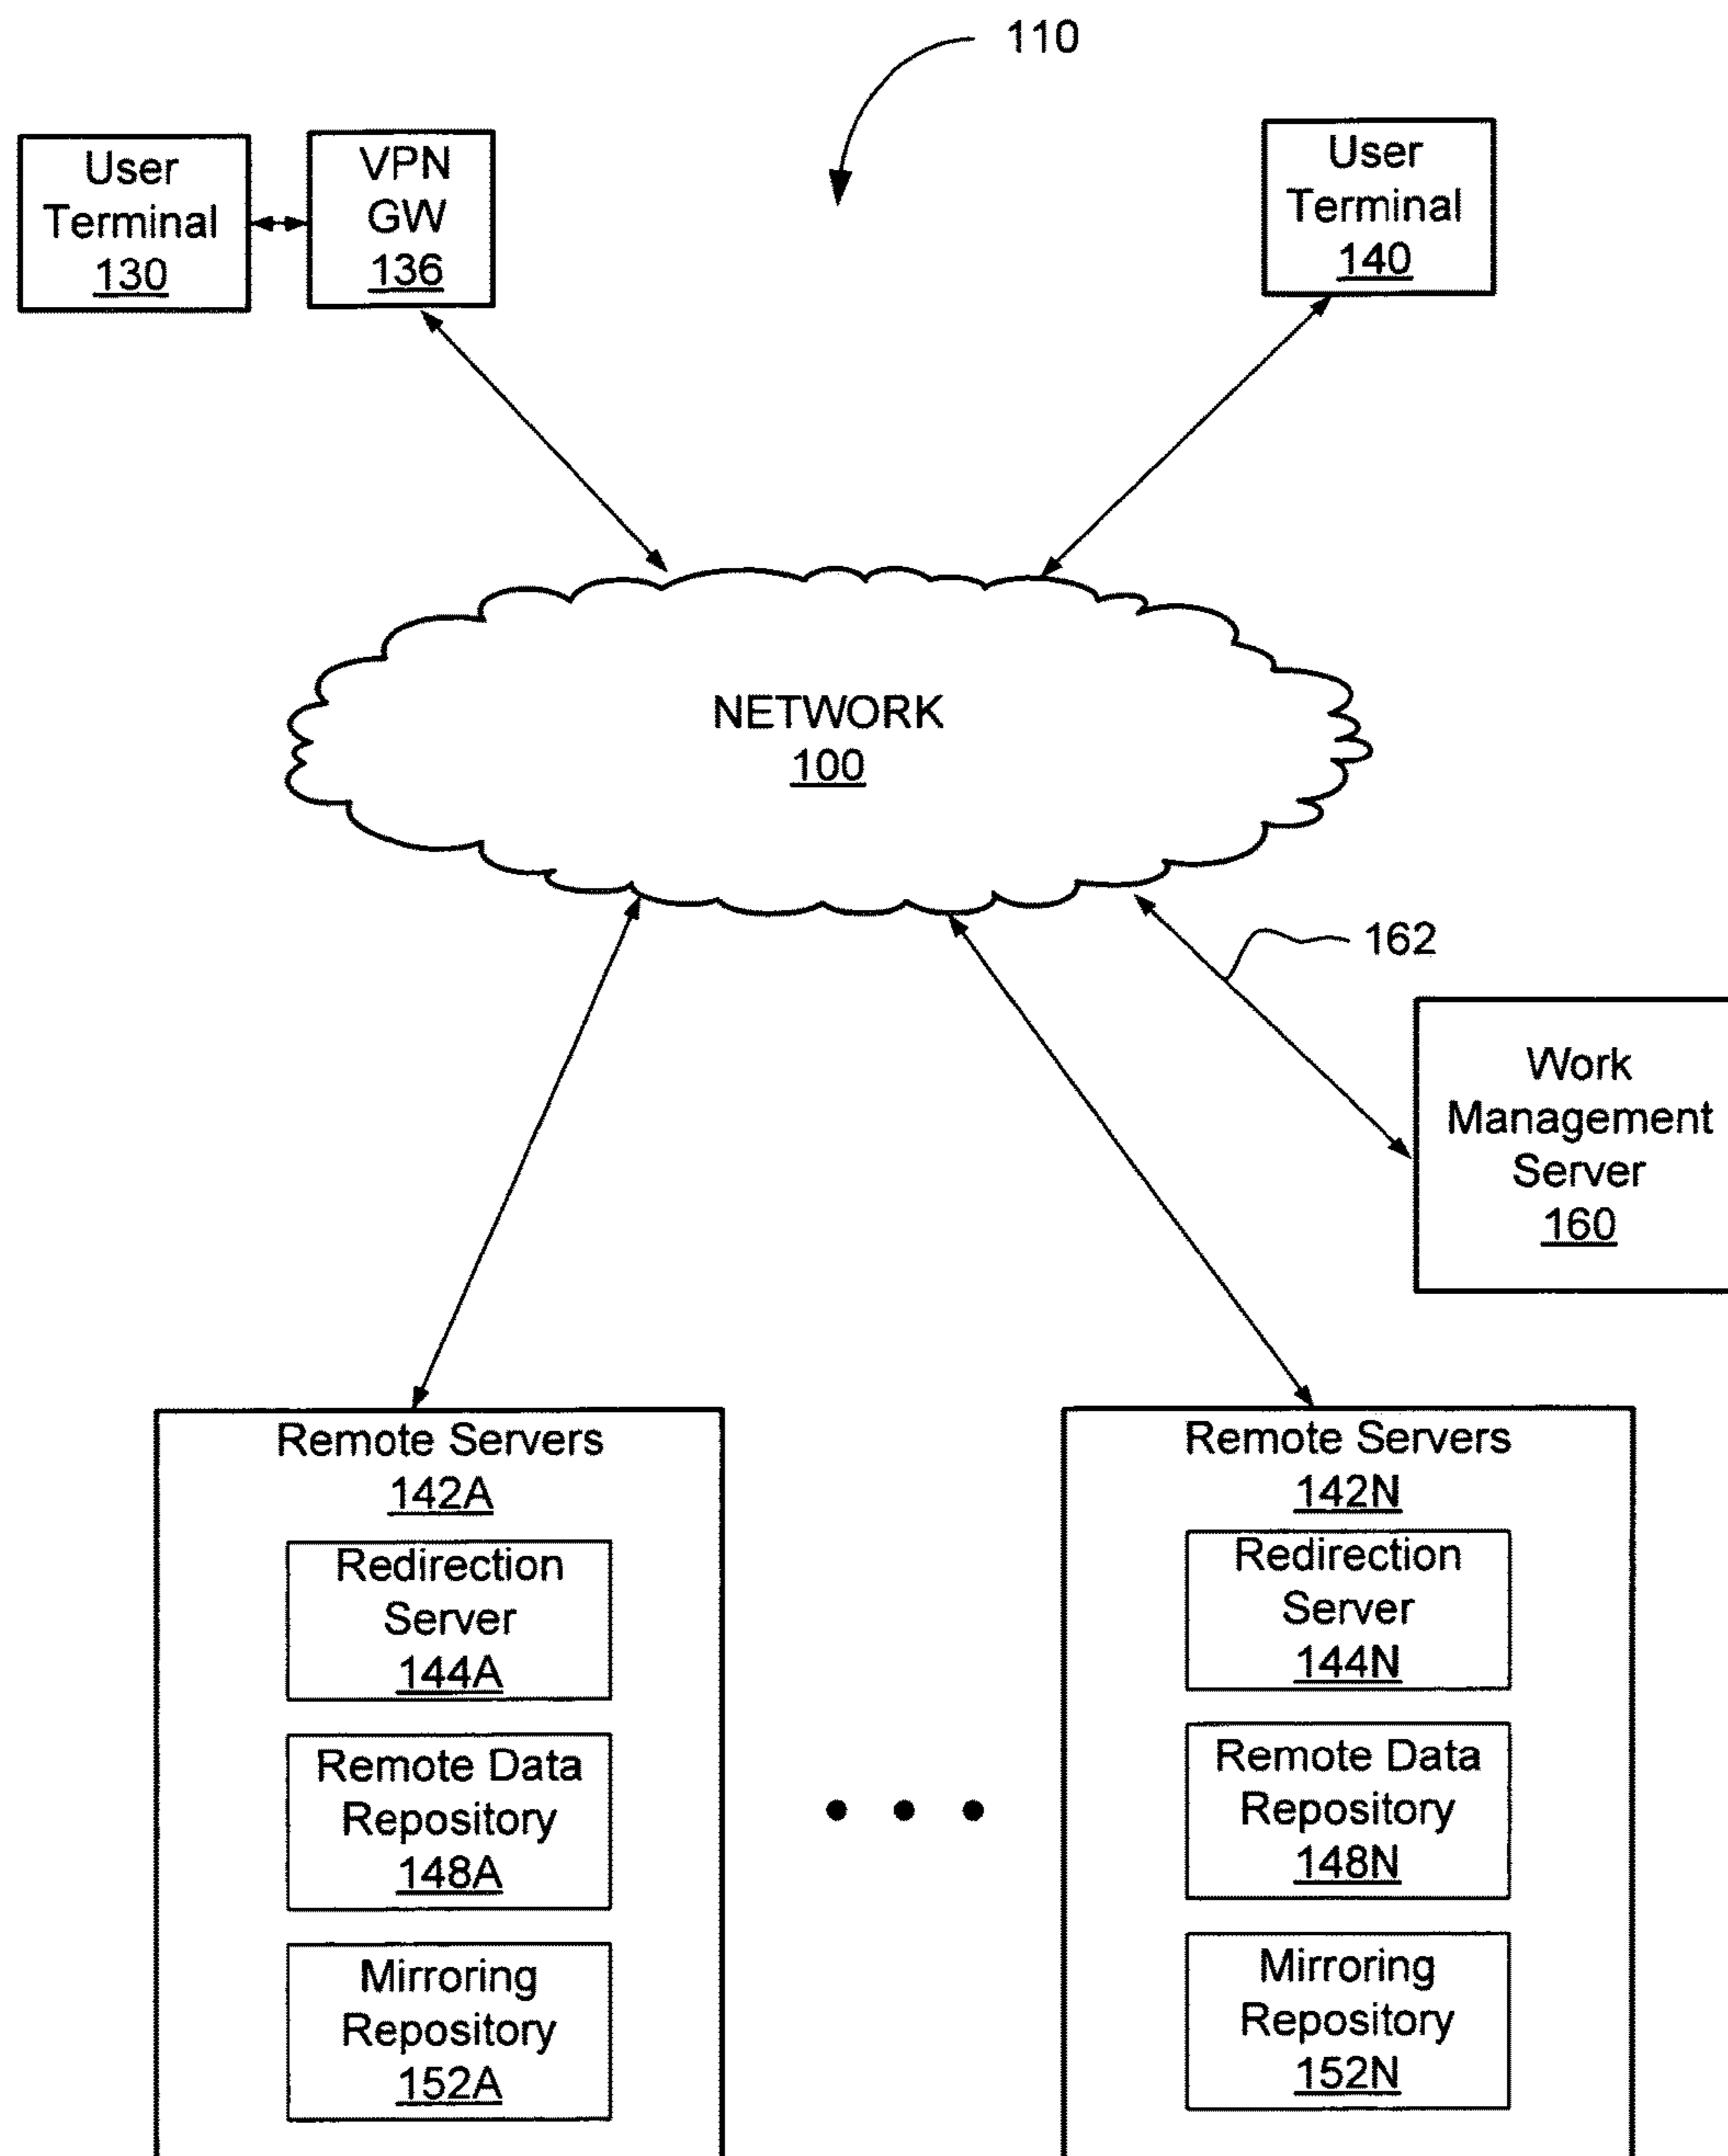 110
User
Terminal
130
VPN
GW
136
User
Terminal
140
NETWORK
100
162
Work
Management
Server
160
Remote Servers
142A
Redirection
Server
144A
Remote Data
Repository
148A
Mirroring
Repository
152A
Remote Servers
142N
Redirection
Server
144N
Remote Data
Repository
148N
Mirroring
Repository
152N